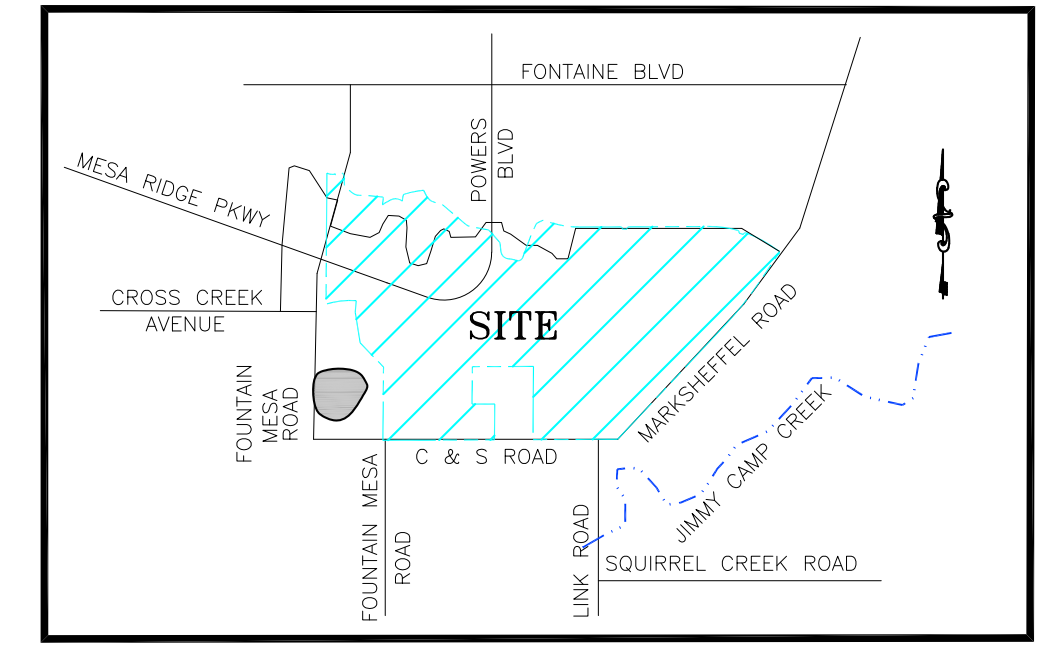 FONTAINE BLVD
POWERS
BLVD
MESA RIDGE PKWY
CROSS CREEK
AVENUE
SITE
MARKSHEFFEL ROAD
FOUNTAIN
MESA
ROAD
JIMMY CAMP CREEK
C & S ROAD
FOUNTAIN MESA
ROAD
LINK ROAD
SQUIRREL CREEK ROAD